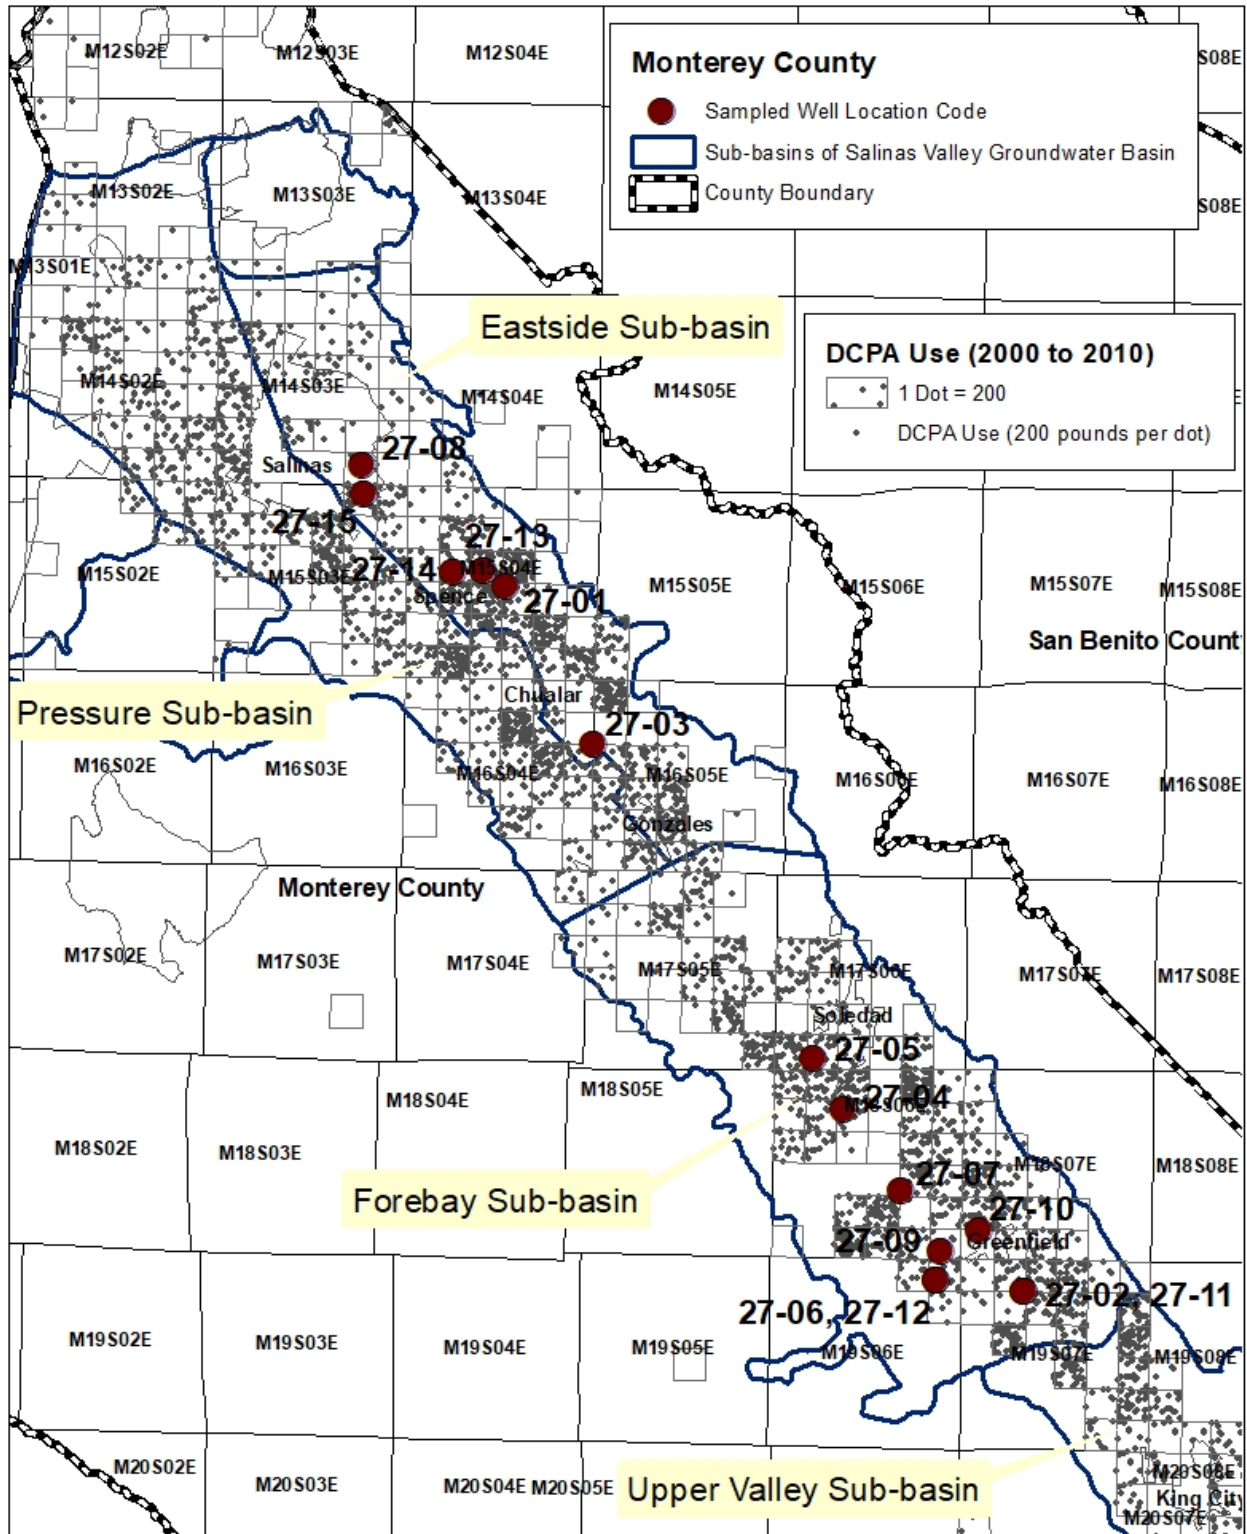 M12S02E
M12S03E
M12S04E
S08E
Monterey County
Sampled Well Location Code
Sub-basins of Salinas Valley Groundwater Basin
County Boundary
M13S02E
M13S03E
M13S04E
S08E
M13S01E
Eastside Sub-basin
DCPA Use (2000 to 2010)
1 Dot = 200
DCPA Use (200 pounds per dot)
M14S02E
M14S03E
M14S04E
M14S05E
E
27-08
Salinas
27-15
27-13
27-14
M15S04E
Spence
27-01
M15S02E
M15S03E
M15S05E
M15S06E
M15S07E
M15S08E
San Benito Count
Chualar
Pressure Sub-basin
27-03
M16S02E
M16S03E
M16S04E
M16S05E
M16S06E
M16S07E
M16S08E
Gonzales
Monterey County
M17S02E
M17S03E
M17S04E
M17S05E
M17S06E
M17S07E
M17S08E
Soledad
27-05
M18S04E
M18S05E
27-04
M18S06E
M18S02E
M18S03E
M18S07E
M18S08E
27-07
Forebay Sub-basin
27-10
27-09
Greenfield
27-06, 27-12
27-02, 27-11
M19S02E
M19S03E
M19S04E
M19S05E
M19S06E
M19S07E
M19S08E
M20S02E
M20S03E
M20S04E
M20S05E
Upper Valley Sub-basin
M20S08E
King City
M20S07E